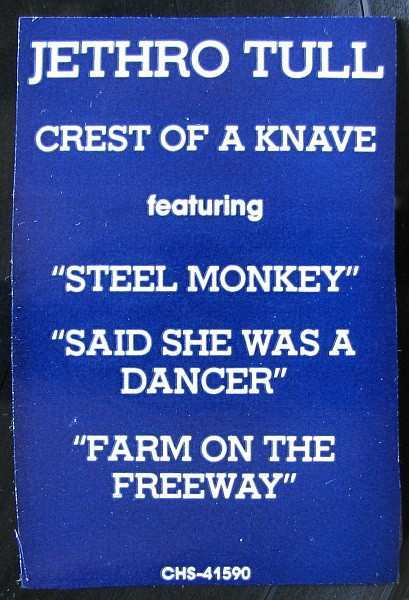 JETHRO TULL
CREST OF A KNAVE
featuring
“STEEL MONKEY”
“SAID SHE WAS A
DANCER”
“FARM ON THE
FREEWAY”
CHS-41590